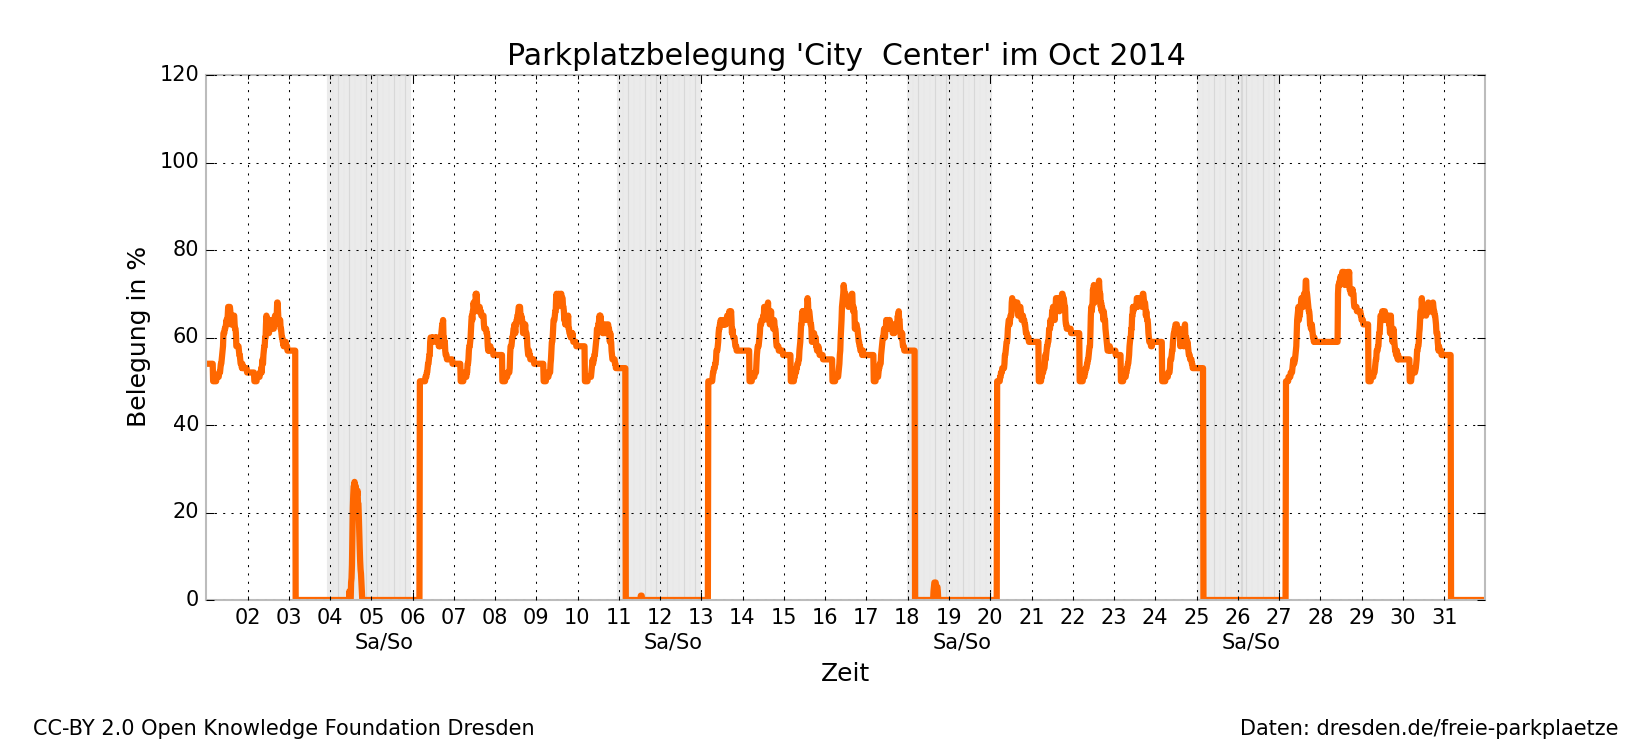 Parkplatzbelegung 'City  Center' im Oct 2014
120
100
80
60
40
20
0
Belegung in %
02 03 04 05 06 07 08 09 10 11 12 13 14 15 16 17 18 19 20 21 22 23 24 25 26 27 28 29 30 31
Sa/So Sa/So Sa/So Sa/So
Zeit
CC-BY 2.0 Open Knowledge Foundation Dresden
Daten: dresden.de/freie-parkplaetze